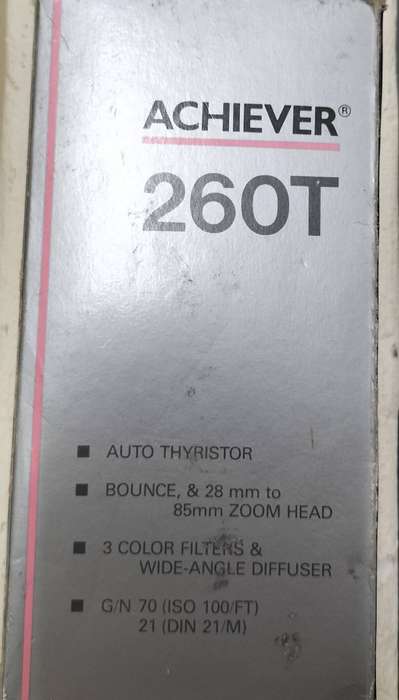 ACHIEVER®
260T
■ AUTO THYRISTOR
■ BOUNCE, & 28 mm to
85mm ZOOM HEAD
■ 3 COLOR FILTERS &
WIDE-ANGLE DIFFUSER
■ G/N 70 (ISO 100/FT)
21 (DIN 21/M)